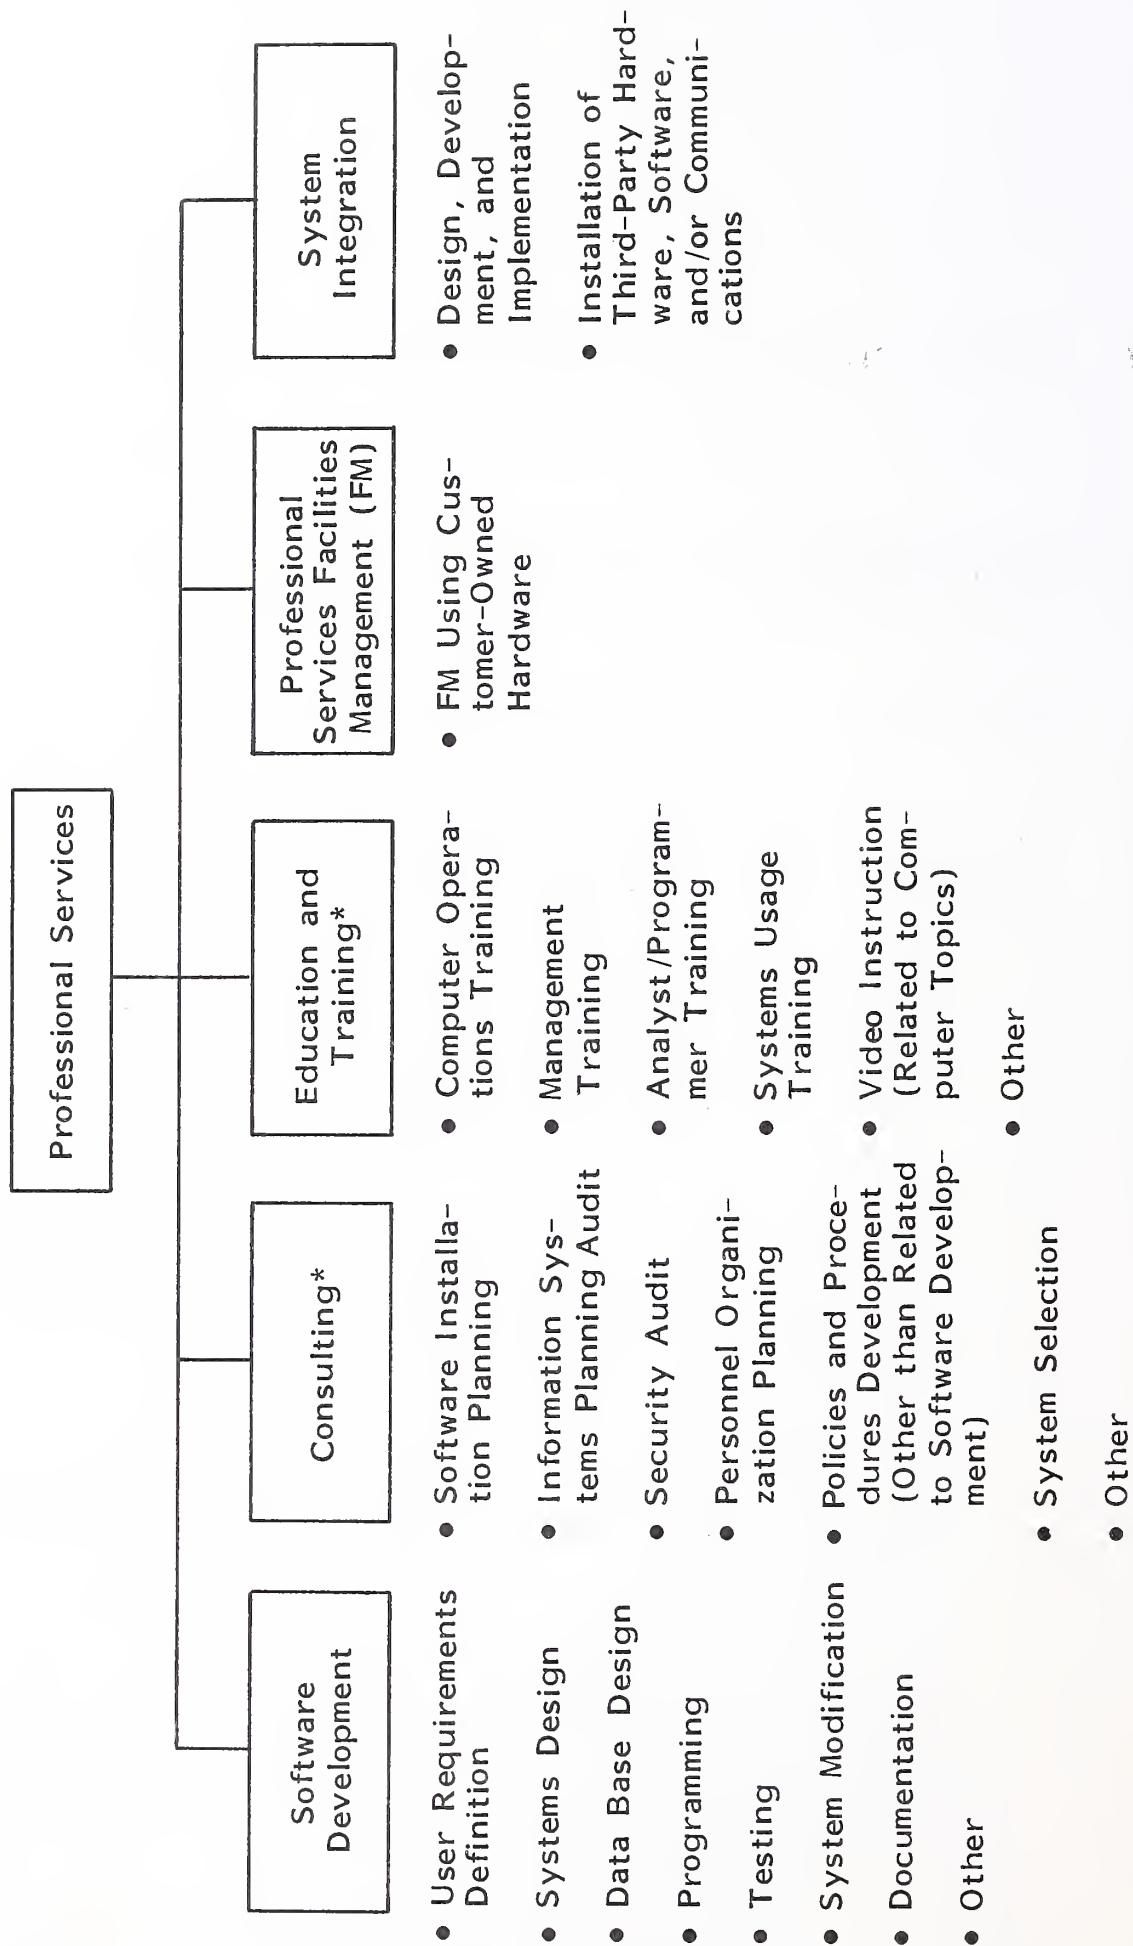 Professional Services
Software
Development
• User Requirements
Definition
• Systems Design
• Data Base Design
• Programming
• Testing
• System Modification
• Documentation
• Other
Consulting*
• Software Installa-
tion Planning
• Information Sys-
tems Planning Audit
• Security Audit
• Personnel Organi-
zation Planning
• Policies and Proce-
dures Development
(Other than Related
to Software Develop-
ment)
• System Selection
• Other
Education and
Training*
• Computer Opera-
tions Training
• Management
Training
• Analyst/Program-
mer Training
• Systems Usage
Training
• Video Instruction
(Related to Com-
puter Topics)
• Other
Professional
Services Facilities
Management (FM)
• FM Using Cus-
tomer-Owned
Hardware
System
Integration
• Design, Develop-
ment, and
Implementation
• Installation of
Third-Party Hard-
ware, Software,
and/or Communi-
cations